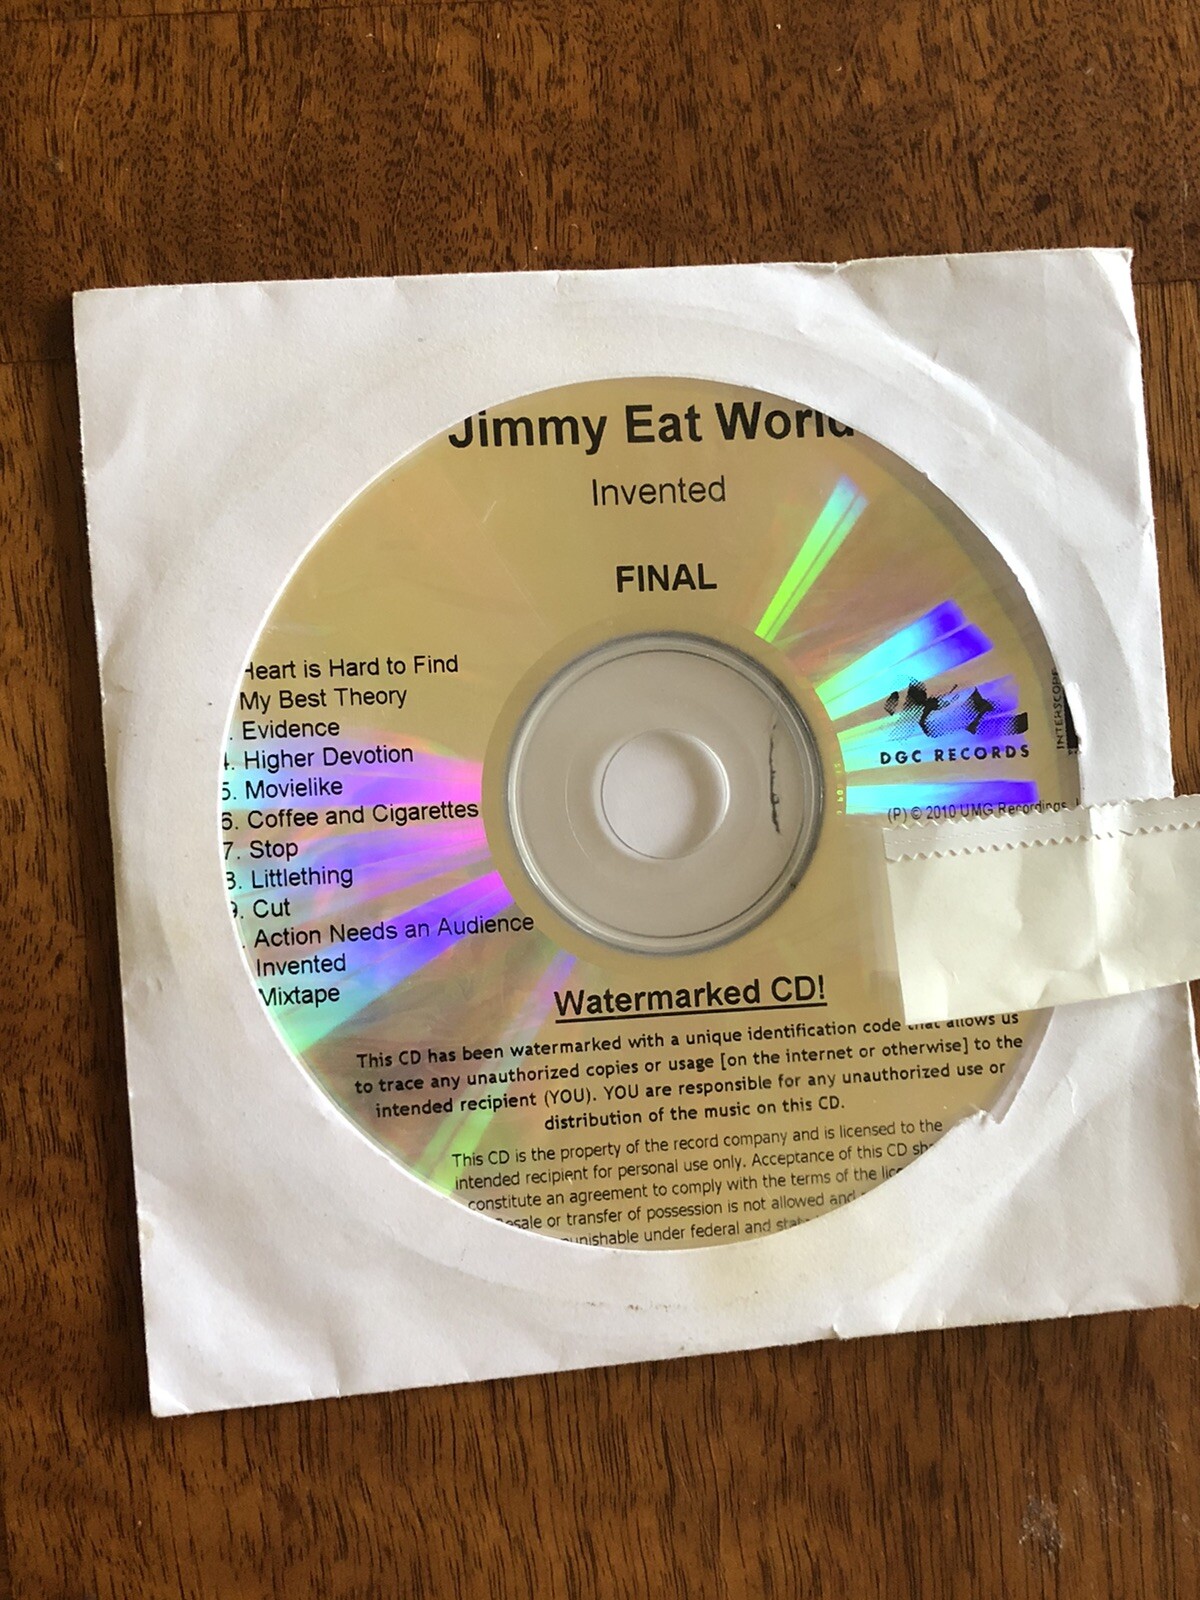 Jimmy Eat World
Invented
FINAL
Heart is Hard to Find
My Best Theory
. Evidence
4. Higher Devotion
5. Movielike
6. Coffee and Cigarettes
7. Stop
8. Littlething
9. Cut
. Action Needs an Audience
Invented
Mixtape
DGC RECORDS
INTERSCOPE
(P) © 2010 UMG Recordings,
Watermarked CD!
This CD has been watermarked with a unique identification code that allows us
to trace any unauthorized copies or usage [on the internet or otherwise] to the
intended recipient (YOU). YOU are responsible for any unauthorized use or
distribution of the music on this CD.
This CD is the property of the record company and is licensed to the
intended recipient for personal use only. Acceptance of this CD
constitute an agreement to comply with the terms of the
Resale or transfer of possession is not allowed and
punishable under federal and